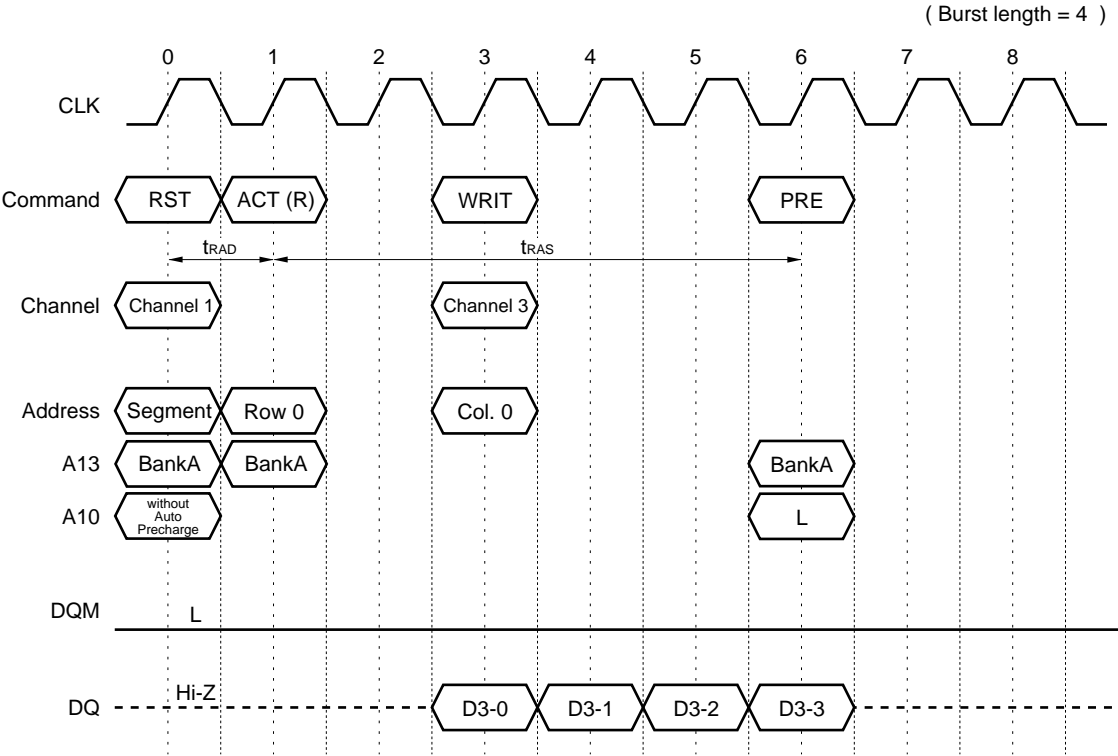 ( Burst length = 4 )
0 1 2 3 4 5 6 7 8
CLK
Command RST ACT (R) WRIT PRE
tRAD tRAS
Channel Channel 1 Channel 3
Address Segment Row 0 Col. 0
A13 BankA BankA BankA
A10 without
Auto
Precharge
L
DQM L
DQ Hi-Z D3-0 D3-1 D3-2 D3-3